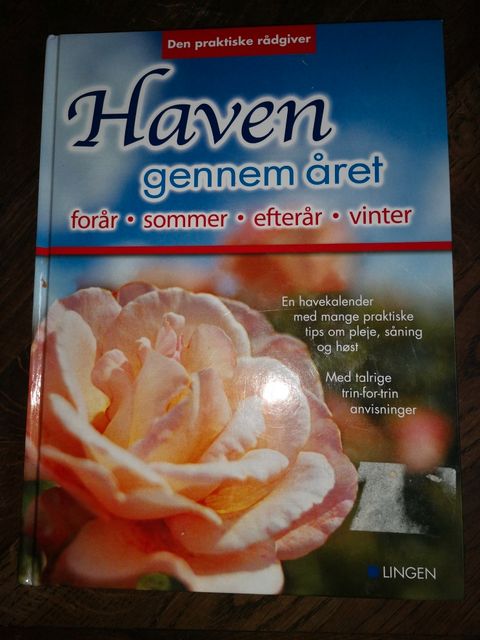 Den praktiske rådgiver
Haven
gennem året
forår • sommer • efterår • vinter
En havekalender
med mange praktiske
tips om pleje, såning
og høst
Med talrige
trin-for-trin
anvisninger
LINGEN